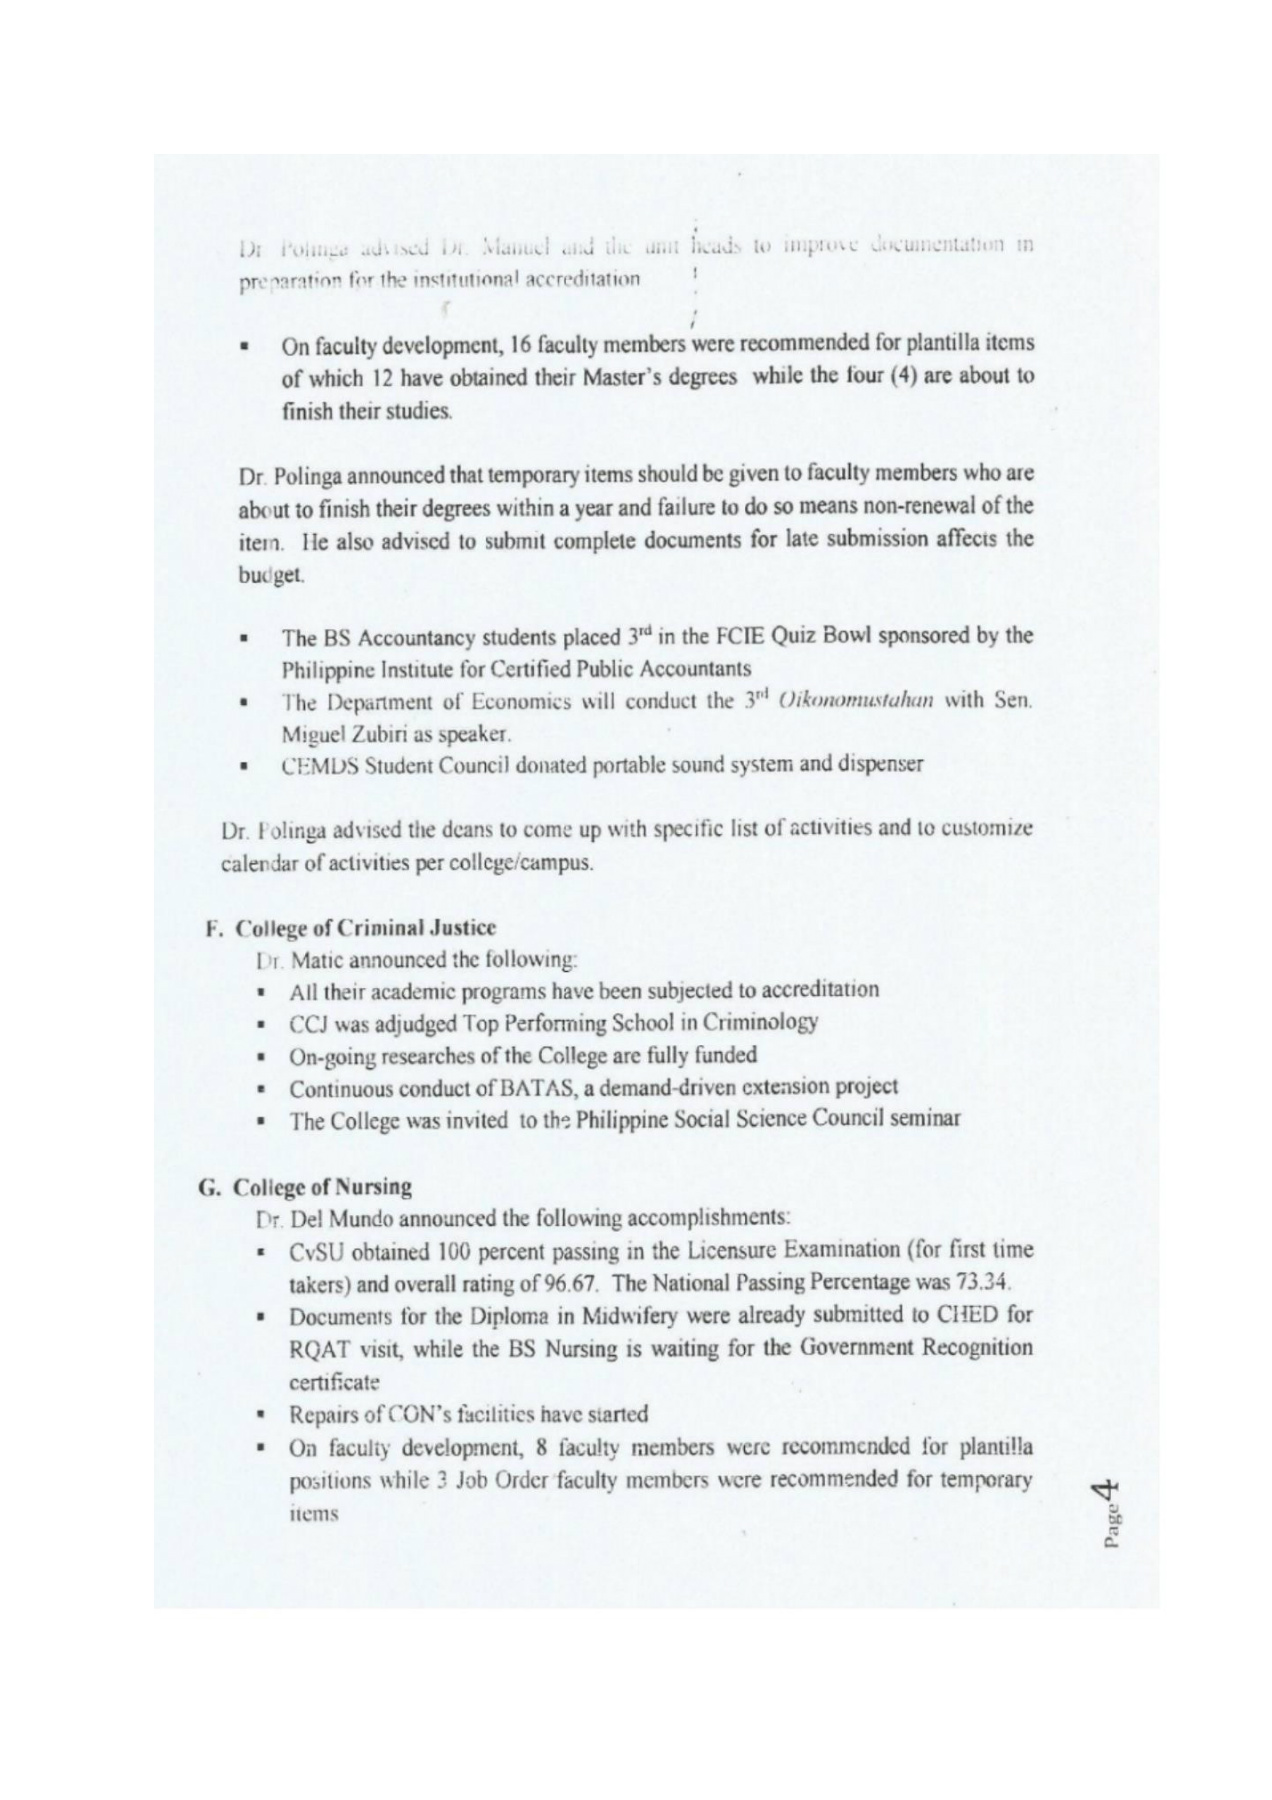 Dr Polinga advised Dr. Manuel and the unit heads to improve documentation in
preparation for the institutional accreditation
▪ On faculty development, 16 faculty members were recommended for plantilla items
of which 12 have obtained their Master's degrees while the four (4) are about to
finish their studies.
Dr. Polinga announced that temporary items should be given to faculty members who are
about to finish their degrees within a year and failure to do so means non-renewal of the
item. He also advised to submit complete documents for late submission affects the
budget.
▪ The BS Accountancy students placed 3rd in the FCIE Quiz Bowl sponsored by the
Philippine Institute for Certified Public Accountants
▪ The Department of Economics will conduct the 3rd Oikonomustahan with Sen.
Miguel Zubiri as speaker.
▪ CEMDS Student Council donated portable sound system and dispenser
Dr. Polinga advised the deans to come up with specific list of activities and to customize
calendar of activities per college/campus.
F. College of Criminal Justice
Dr. Matic announced the following:
▪ All their academic programs have been subjected to accreditation
▪ CCJ was adjudged Top Performing School in Criminology
▪ On-going researches of the College are fully funded
▪ Continuous conduct of BATAS, a demand-driven extension project
▪ The College was invited to the Philippine Social Science Council seminar
G. College of Nursing
Dr. Del Mundo announced the following accomplishments:
▪ CvSU obtained 100 percent passing in the Licensure Examination (for first time
takers) and overall rating of 96.67. The National Passing Percentage was 73.34.
▪ Documents for the Diploma in Midwifery were already submitted to CHED for
RQAT visit, while the BS Nursing is waiting for the Government Recognition
certificate
▪ Repairs of CON's facilities have started
▪ On faculty development, 8 faculty members were recommended for plantilla
positions while 3 Job Order faculty members were recommended for temporary
items
Page 4